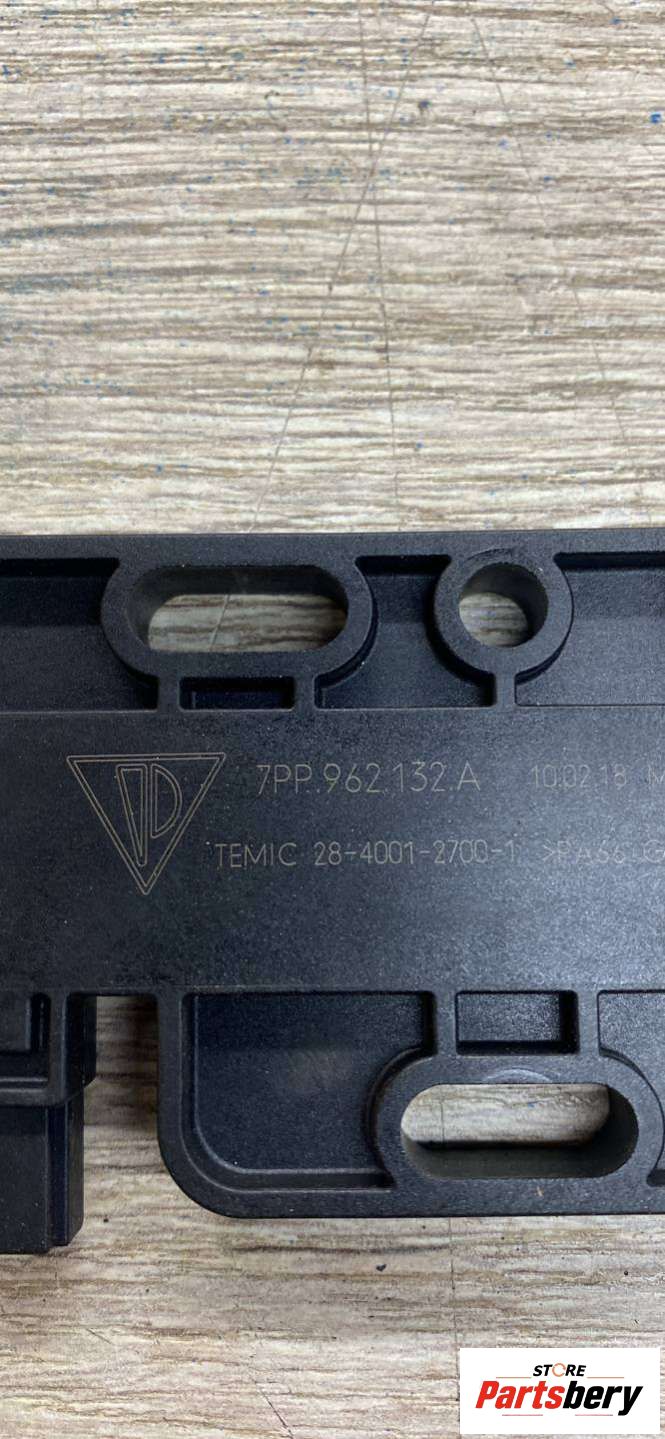 7PP.962.132.A 10.02.18 M
TEMIC 28-4001-2700-1 >PA66.G
STORE
Partsbery